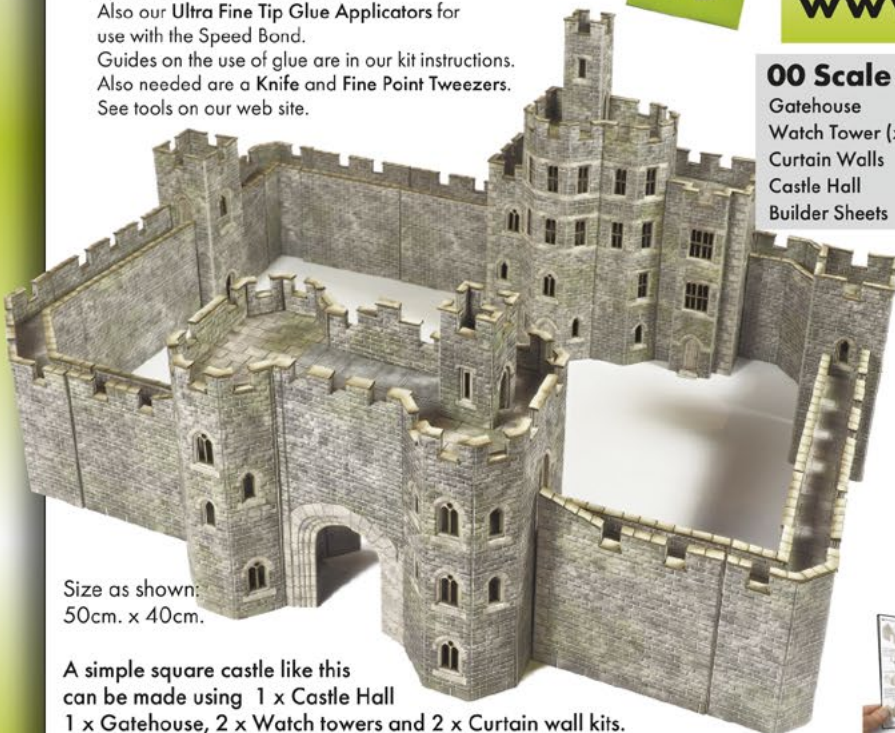 Also our Ultra Fine Tip Glue Applicators for
use with the Speed Bond.
Guides on the use of glue are in our kit instructions.
Also needed are a Knife and Fine Point Tweezers.
See tools on our web site.
00 Scale
Gatehouse
Watch Tower
Curtain Walls
Castle Hall
Builder Sheets
Size as shown:
50cm. x 40cm.
A simple square castle like this
can be made using 1 x Castle Hall
1 x Gatehouse, 2 x Watch towers and 2 x Curtain wall kits.